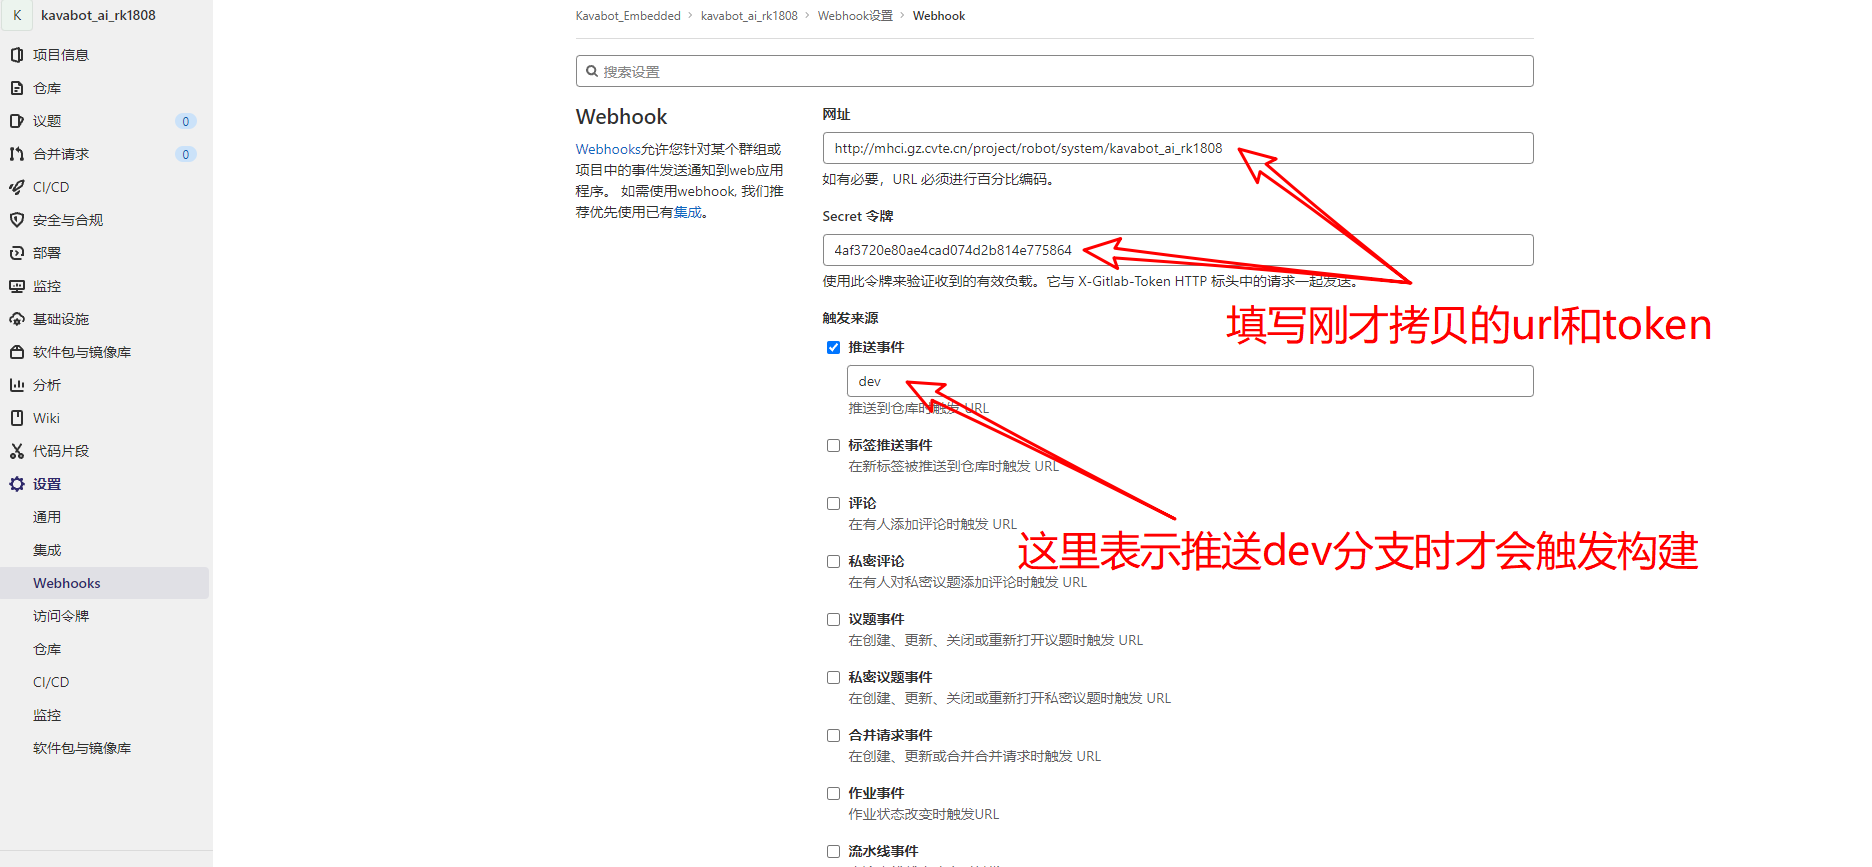 K kavabot_ai_rk1808
项目信息
仓库
议题 0
合并请求 0
CI/CD
安全与合规
部署
监控
基础设施
软件包与镜像库
分析
Wiki
代码片段
设置
通用
集成
Webhooks
访问令牌
仓库
CI/CD
监控
软件包与镜像库
Kavabot_Embedded › kavabot_ai_rk1808 › Webhook设置 › Webhook
搜索设置
Webhook
Webhooks允许您针对某个群组或
项目中的事件发送通知到web应用
程序。 如需使用webhook, 我们推
荐优先使用已有集成。
网址
http://mhci.gz.cvte.cn/project/robot/system/kavabot_ai_rk1808
如有必要，URL 必须进行百分比编码。
Secret 令牌
4af3720e80ae4cad074d2b814e775864
使用此令牌来验证收到的有效负载。它与 X-Gitlab-Token HTTP 标头中的请求一起发送。
填写刚才拷贝的url和token
触发来源
推送事件
dev
推送到仓库时触发 URL
标签推送事件
在新标签被推送到仓库时触发 URL
评论
在有人添加评论时触发 URL
这里表示推送dev分支时才会触发构建
私密评论
在有人对私密议题添加评论时触发 URL
议题事件
在创建、更新、关闭或重新打开议题时触发 URL
私密议题事件
在创建、更新、关闭或重新打开私密议题时触发 URL
合并请求事件
在创建、更新或合并合并请求时触发 URL
作业事件
作业状态改变时触发URL
流水线事件